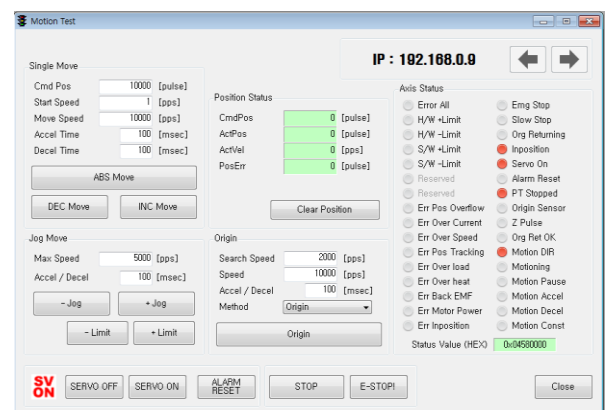 Motion Test
IP : 192.168.0.9
Single Move
Cmd Pos 10000 [pulse]
Start Speed 1 [pps]
Move Speed 10000 [pps]
Accel Time 100 [msec]
Decel Time 100 [msec]
ABS Move
DEC Move INC Move
Position Status
CmdPos 0 [pulse]
ActPos 0 [pulse]
ActVel 0 [pps]
PosErr 0 [pulse]
Clear Position
Jog Move
Max Speed 5000 [pps]
Accel / Decel 100 [msec]
- Jog + Jog
- Limit + Limit
Origin
Search Speed 2000 [pps]
Speed 10000 [pps]
Accel / Decel 100 [msec]
Method Origin
Origin
Axis Status
Error All Emg Stop
H/W +Limit Slow Stop
H/W -Limit Org Returning
S/W +Limit Inposition
S/W -Limit Servo On
Reserved Alarm Reset
Reserved PT Stopped
Err Pos Overflow Origin Sensor
Err Over Current Z Pulse
Err Over Speed Org Ret OK
Err Pos Tracking Motion DIR
Err Over load Motioning
Err Over heat Motion Pause
Err Back EMF Motion Accel
Err Motor Power Motion Decel
Err Inposition Motion Const
Status Value (HEX) 0x04580000
SV ON
SERVO OFF SERVO ON ALARM RESET STOP E-STOP! Close